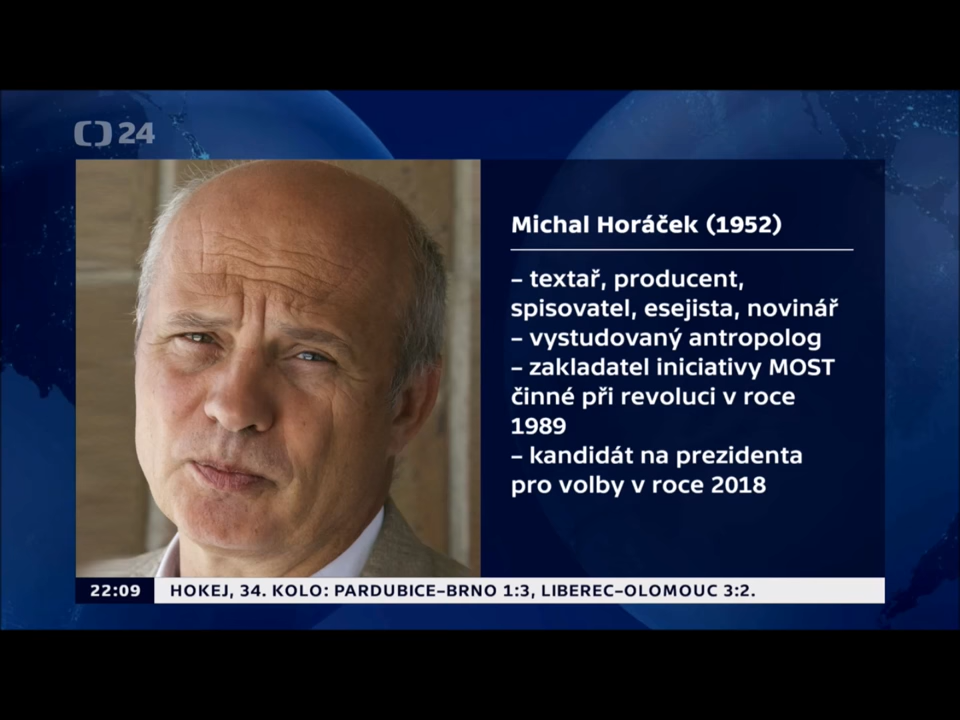 ČT24
Michal Horáček (1952)
– textař, producent,
spisovatel, esejista, novinář
– vystudovaný antropolog
– zakladatel iniciativy MOST
činné při revoluci v roce
1989
– kandidát na prezidenta
pro volby v roce 2018
22:09 HOKEJ, 34. KOLO: PARDUBICE–BRNO 1:3, LIBEREC–OLOMOUC 3:2.